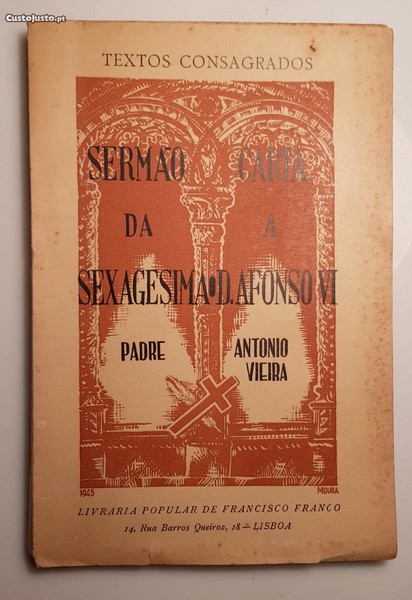 CustoJusto.pt
TEXTOS CONSAGRADOS
SERMÃO
DA
SEXAGESIMA
CARTA
A
D. AFONSO VI
PADRE
ANTONIO
VIEIRA
1945
MOURA
LIVRARIA POPULAR DE FRANCISCO FRANCO
14, Rua Barros Queiroz, 18 — LISBOA